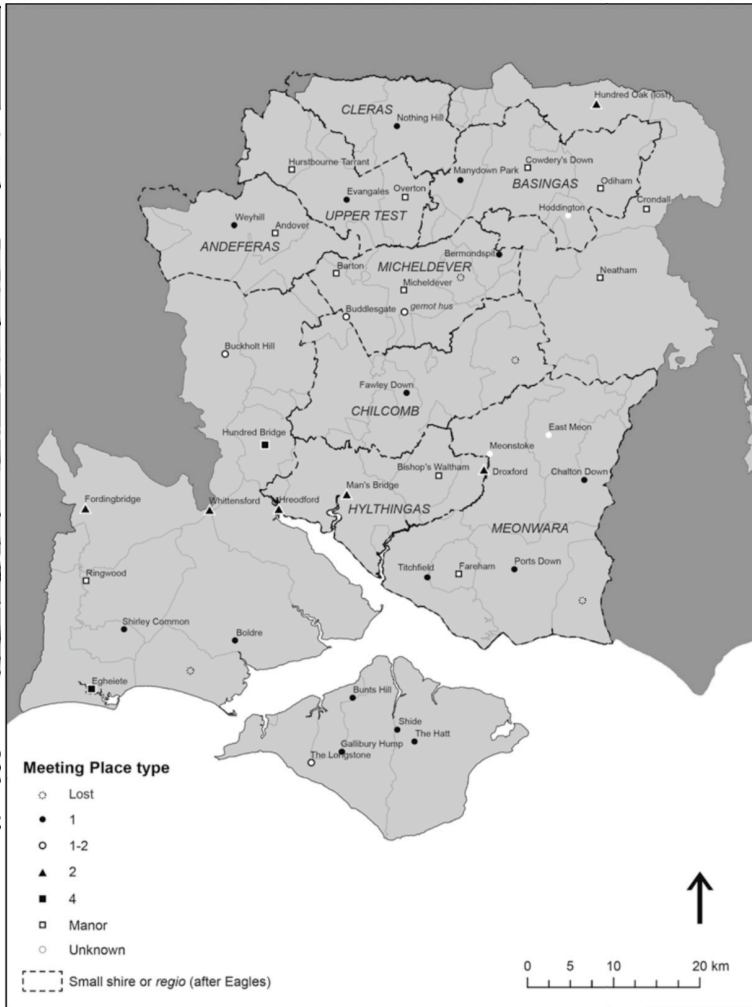 Hundred Oak (lost)
CLERAS
Nothing Hill
Hurstbourne Tarrant
Cowdery's Down
Manydown Park
BASINGAS
Odiham
Evangales
Overton
Crondall
Hoddington
UPPER TEST
Weyhill
Andover
ANDEFERAS
Bermondspit
Barton
MICHELDEVER
Neatham
Micheldever
Buddlesgate
gemot hus
Buckholt Hill
Fawley Down
CHILCOMB
East Meon
Hundred Bridge
Meonstoke
Bishop's Waltham
Droxford
Chalton Down
Man's Bridge
Fordingbridge
Whittensford
Hreodford
HYLTHINGAS
MEONWARA
Titchfield
Fareham
Ports Down
Ringwood
Shirley Common
Boldre
Egheiete
Bunts Hill
Shide
The Hatt
Gallibury Hump
The Longstone
Meeting Place type
Lost
1
1-2
2
4
Manor
Unknown
Small shire or regio (after Eagles)
0 5 10 20 km